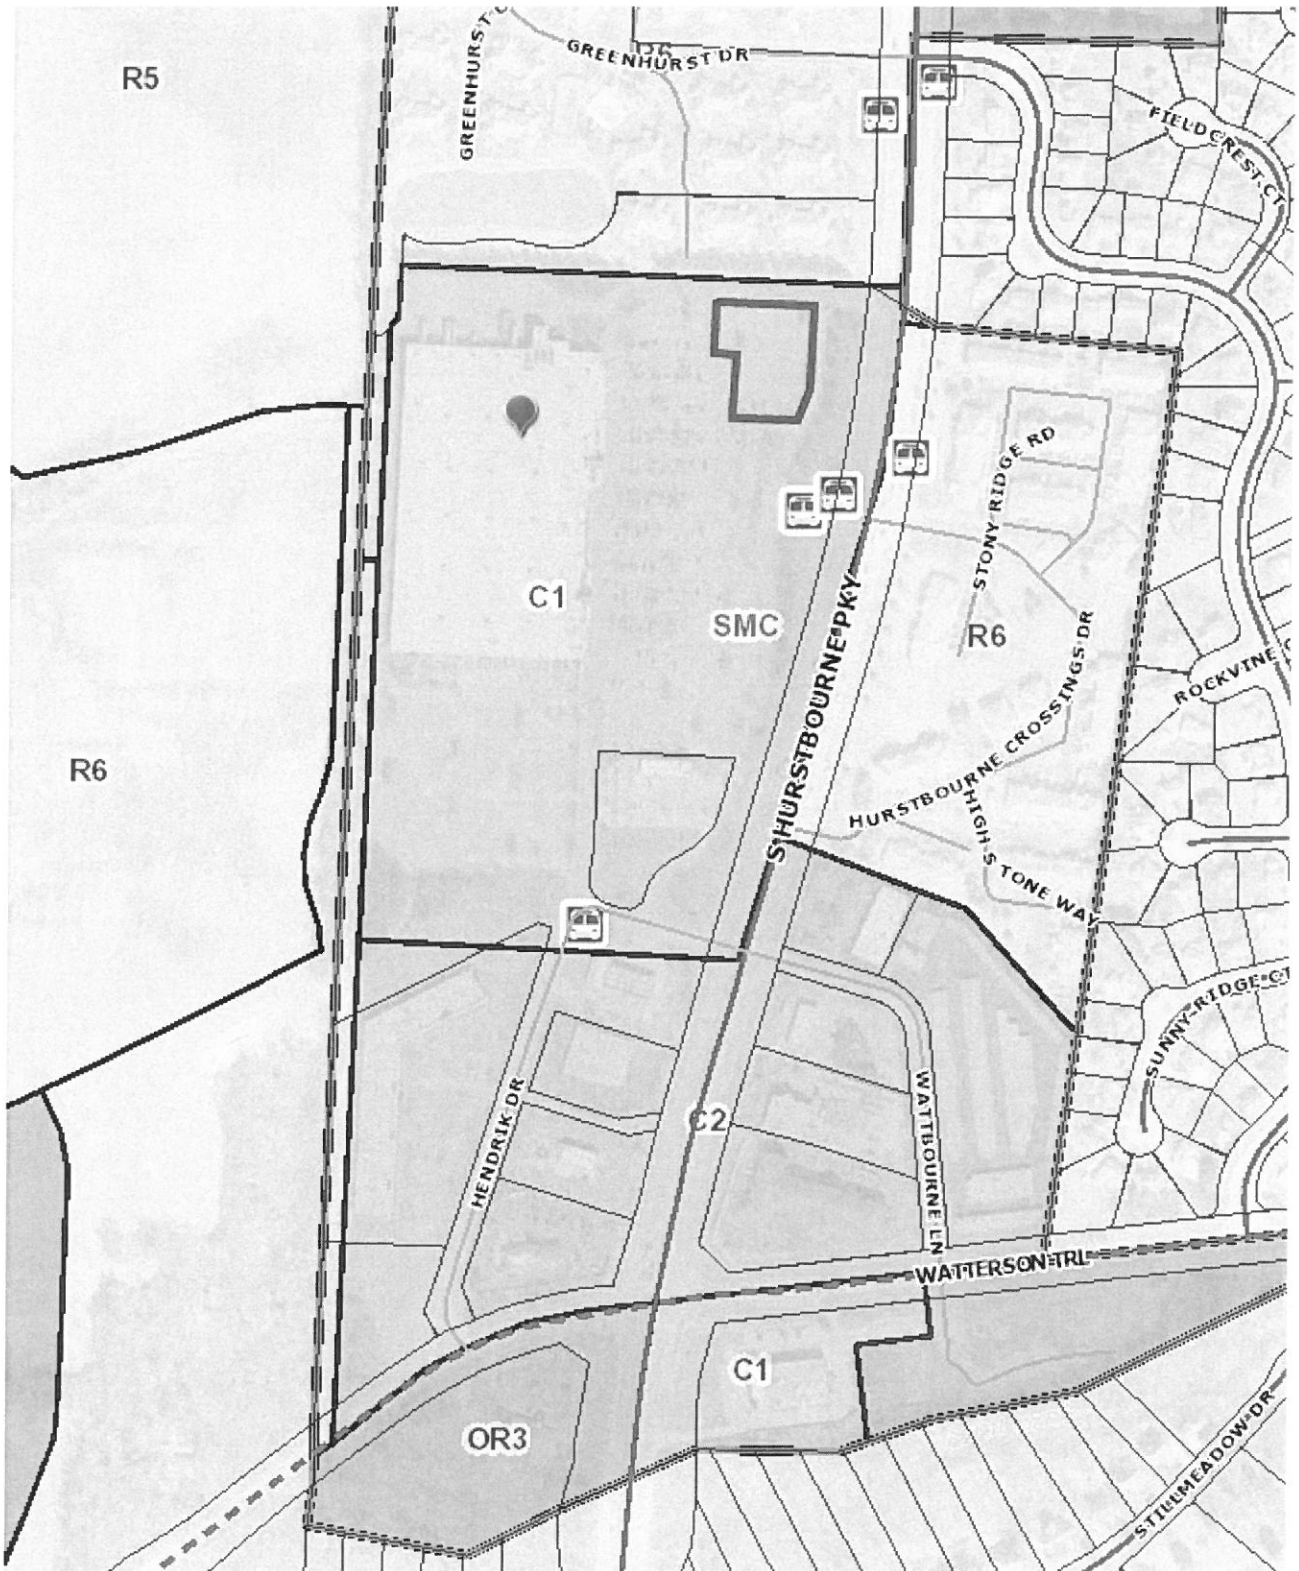 GREENHURST C
R6
GREENHURST DR
R5
FIELDCREST CT
STONY RIDGE RD
C1
SMC
R6
S HURSTBOURNE PKY
ROCKVINE
R6
HURSTBOURNE CROSSINGS DR
HIGH STONE WAY
SUNNY RIDGE CT
HENDRIK DR
C2
WATTBOURNE LN
WATTERSON TRL
C1
OR3
STILLMEADOW DR